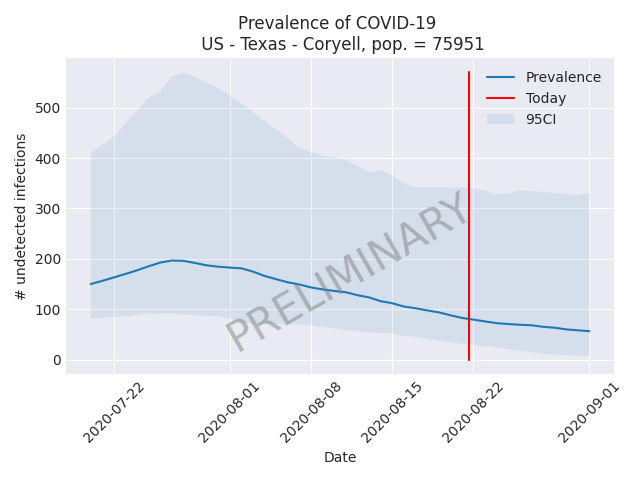 Prevalence of COVID-19
US - Texas - Coryell, pop. = 75951
# undetected infections
500
400
300
200
100
0
Prevalence
Today
95CI
PRELIMINARY
2020-07-22
2020-08-01
2020-08-08
2020-08-15
2020-08-22
2020-09-01
Date